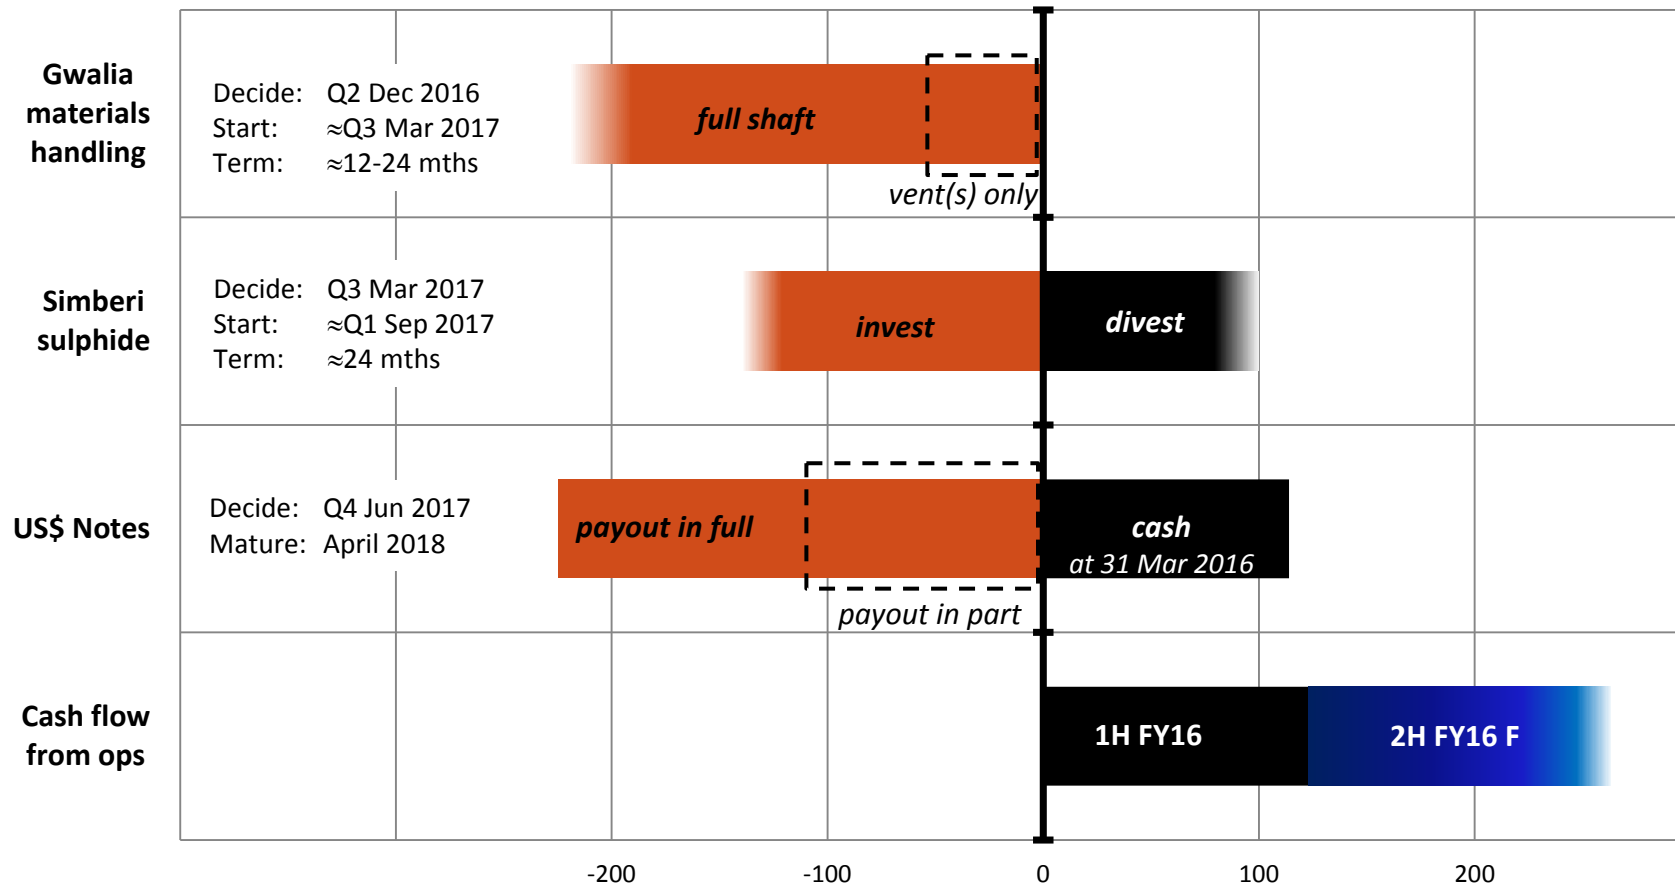 Gwalia
materials
handling
Decide: Q2 Dec 2016
Start: ≈Q3 Mar 2017
Term: ≈12-24 mths
full shaft
vent(s) only
Simberi
sulphide
Decide: Q3 Mar 2017
Start: ≈Q1 Sep 2017
Term: ≈24 mths
invest
divest
US$ Notes
Decide: Q4 Jun 2017
Mature: April 2018
payout in full
cash
at 31 Mar 2016
payout in part
Cash flow
from ops
1H FY16
2H FY16 F
-200 -100 0 100 200